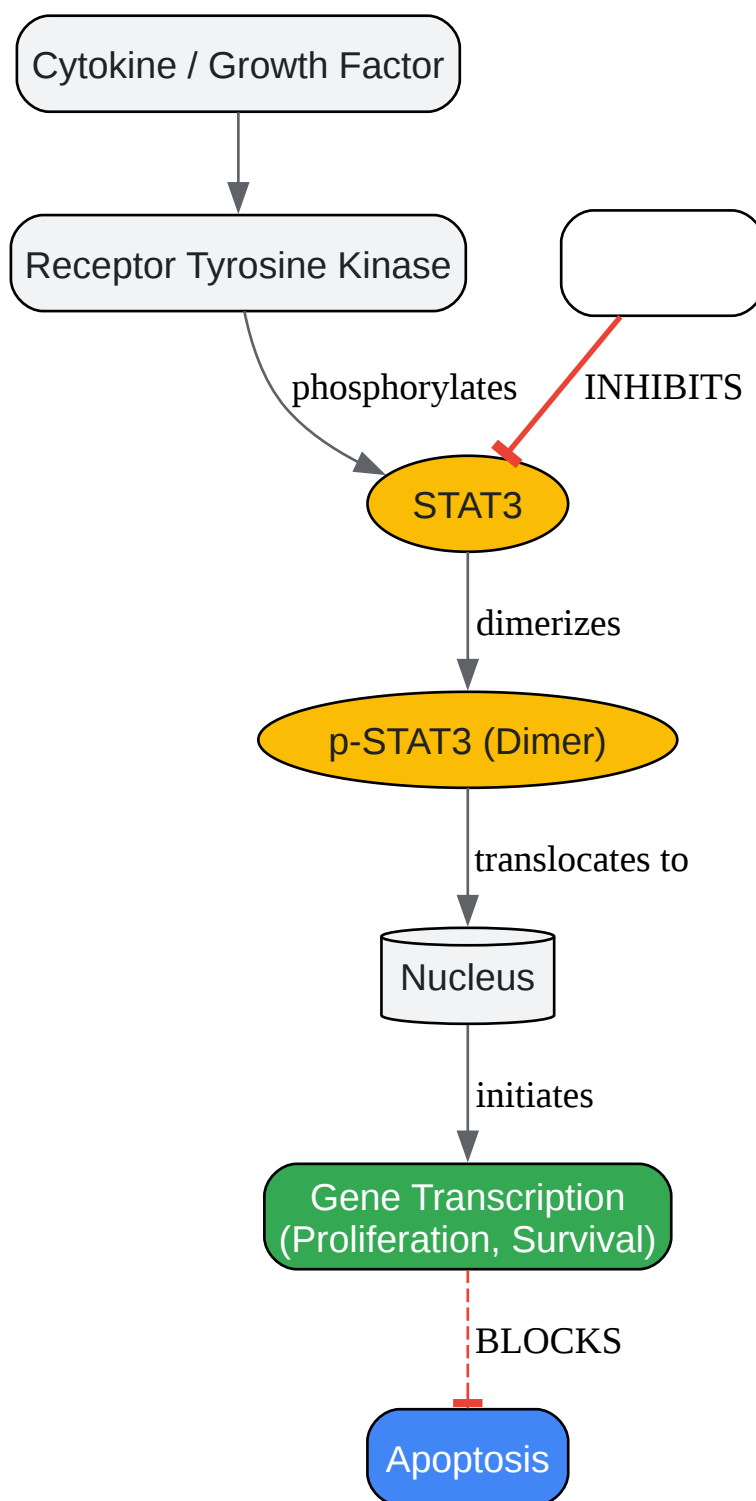 Cytokine / Growth Factor
Receptor Tyrosine Kinase
phosphorylates
INHIBITS
STAT3
dimerizes
p-STAT3 (Dimer)
translocates to
Nucleus
initiates
Gene Transcription
(Proliferation, Survival)
BLOCKS
Apoptosis